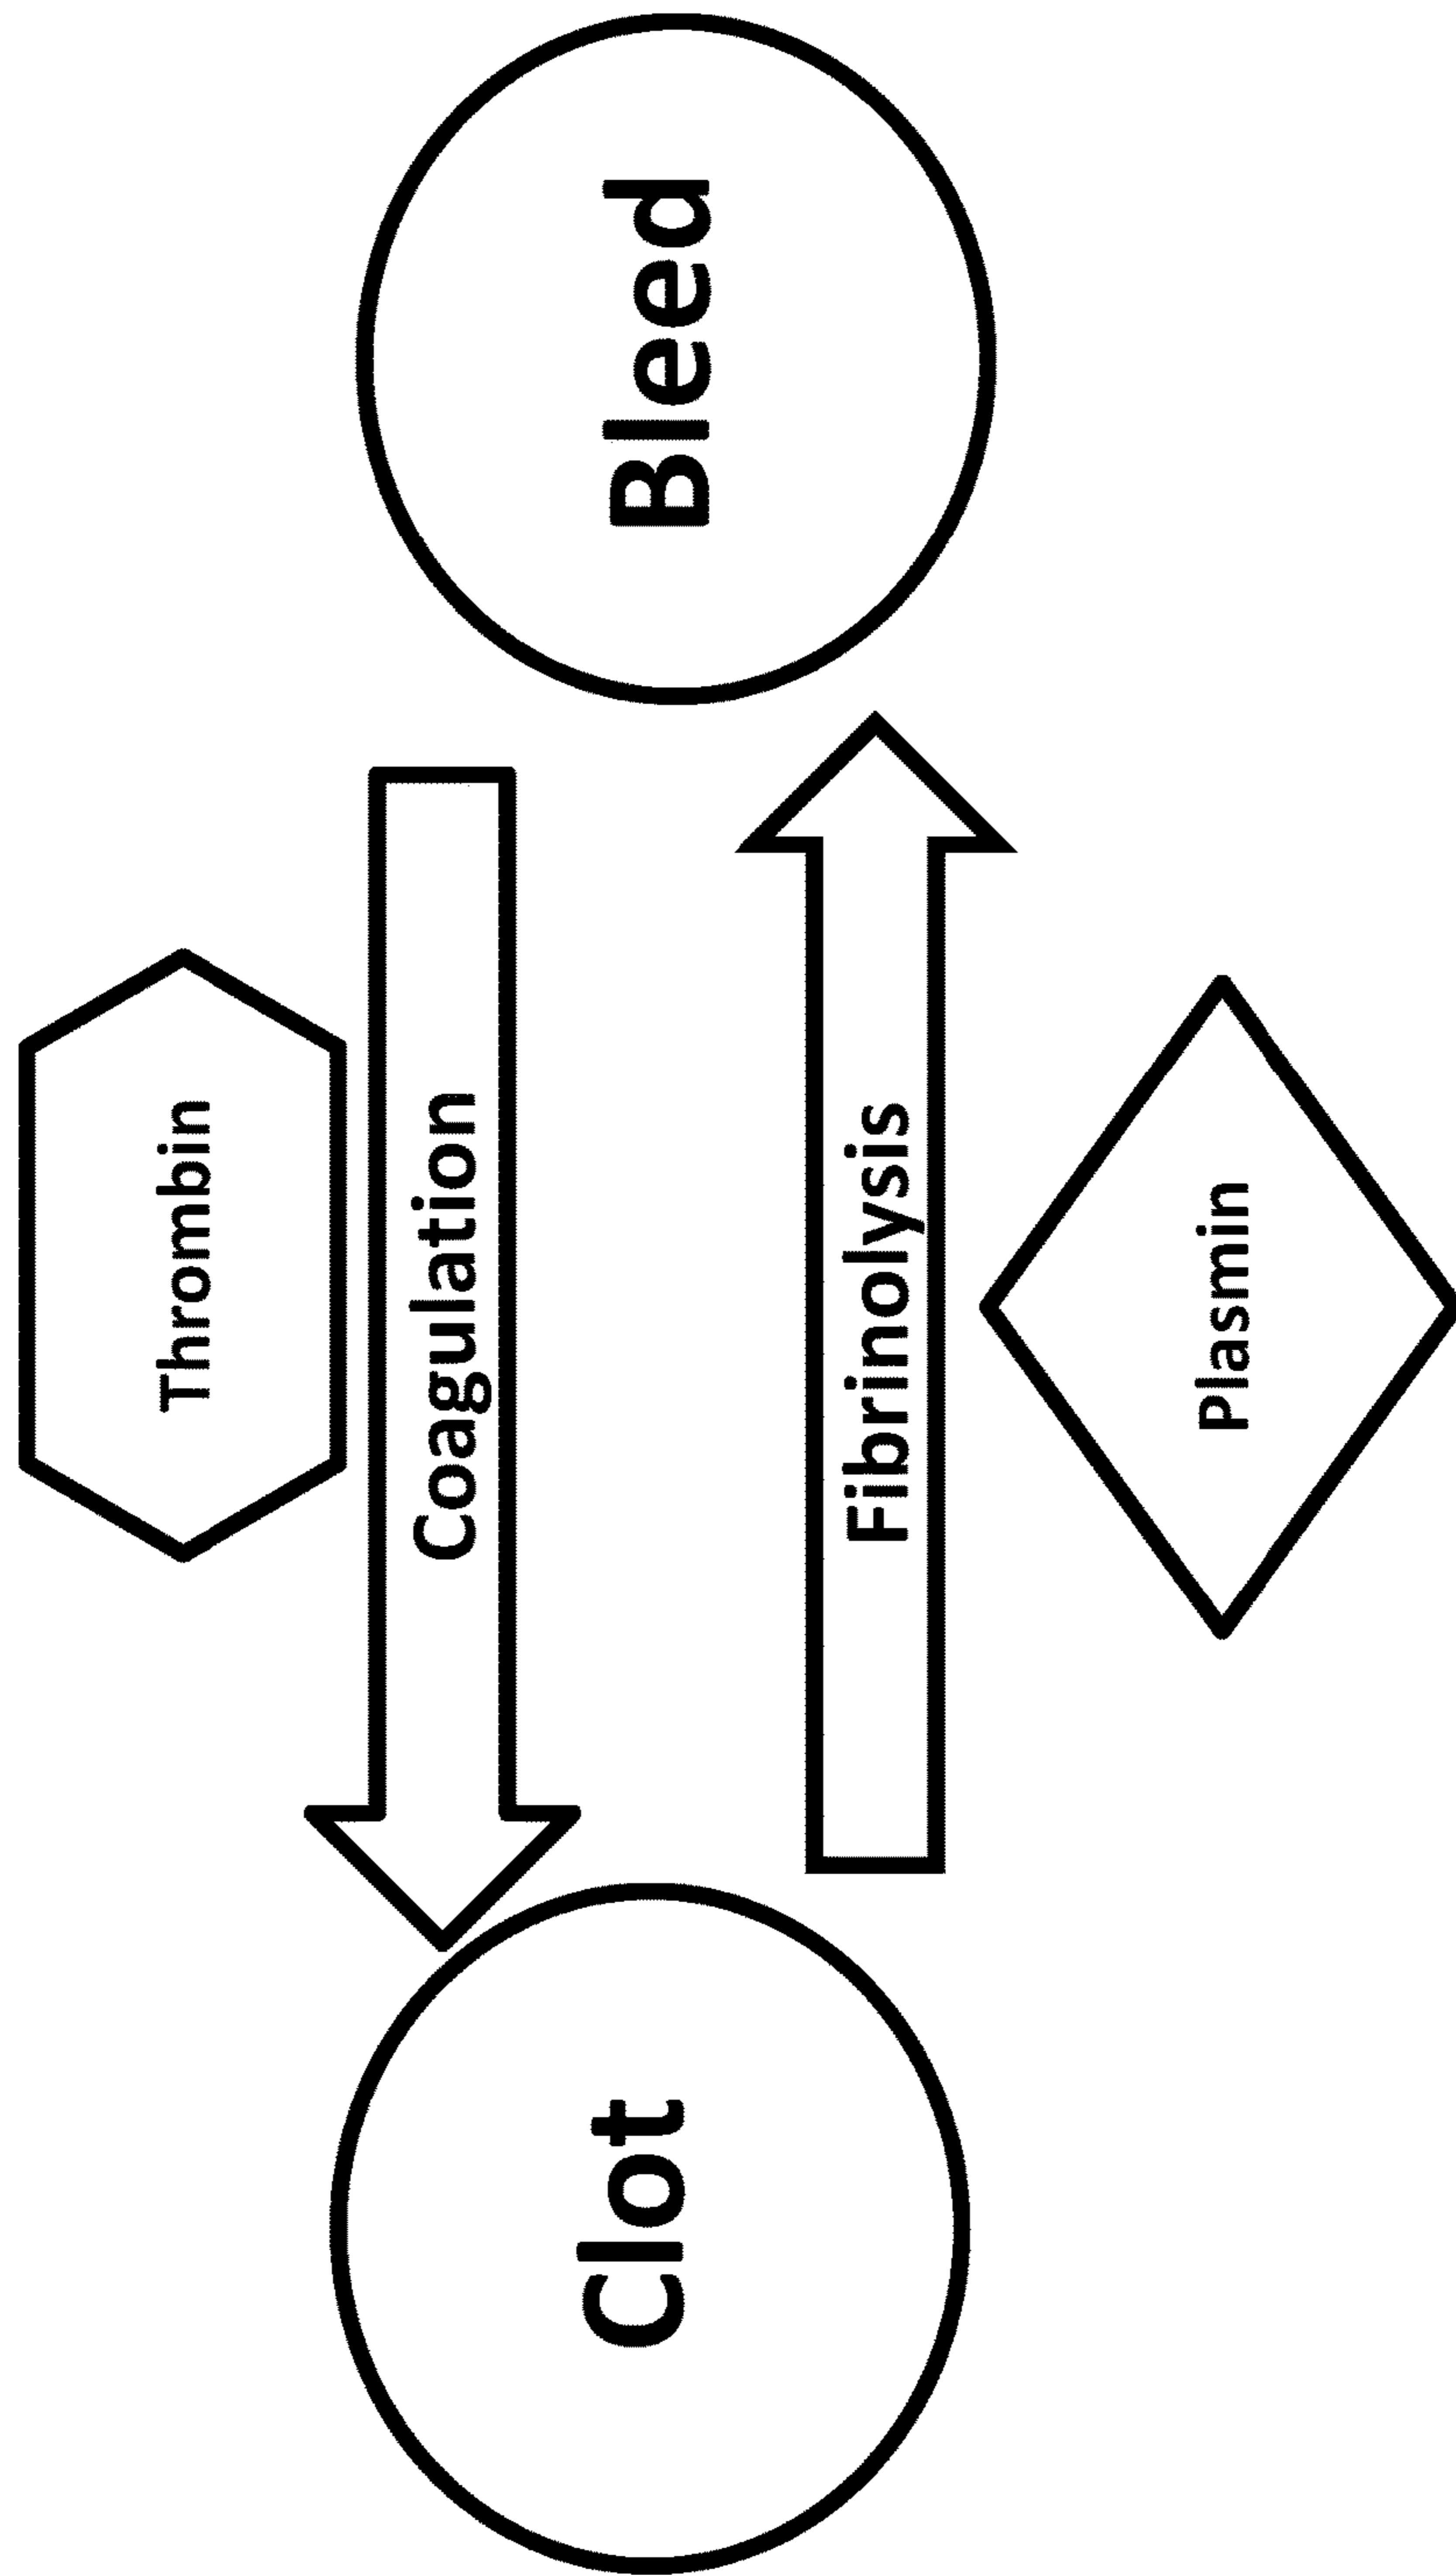 Thrombin
Coagulation
Clot
Bleed
Fibrinolysis
Plasmin